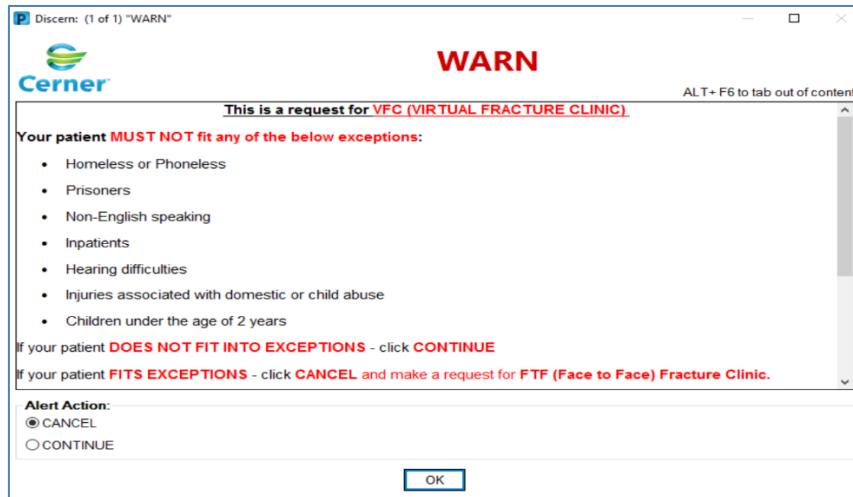 Discern: (1 of 1) "WARN"
Cerner
WARN
ALT+ F6 to tab out of content
This is a request for VFC (VIRTUAL FRACTURE CLINIC)
Your patient MUST NOT fit any of the below exceptions:
• Homeless or Phoneless
• Prisoners
• Non-English speaking
• Inpatients
• Hearing difficulties
• Injuries associated with domestic or child abuse
• Children under the age of 2 years
If your patient DOES NOT FIT INTO EXCEPTIONS - click CONTINUE
If your patient FITS EXCEPTIONS - click CANCEL and make a request for FTF (Face to Face) Fracture Clinic.
Alert Action:
CANCEL
CONTINUE
OK